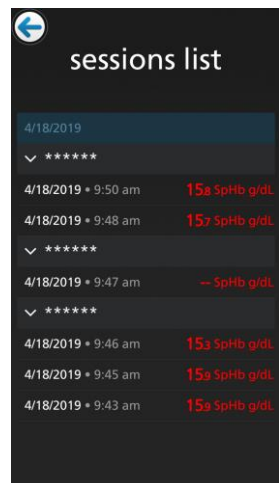 sessions list
4/18/2019
******
4/18/2019 • 9:50 am 15.8 SpHb g/dL
4/18/2019 • 9:48 am 15.7 SpHb g/dL
******
4/18/2019 • 9:47 am -- SpHb g/dL
******
4/18/2019 • 9:46 am 15.3 SpHb g/dL
4/18/2019 • 9:45 am 15.9 SpHb g/dL
4/18/2019 • 9:43 am 15.9 SpHb g/dL